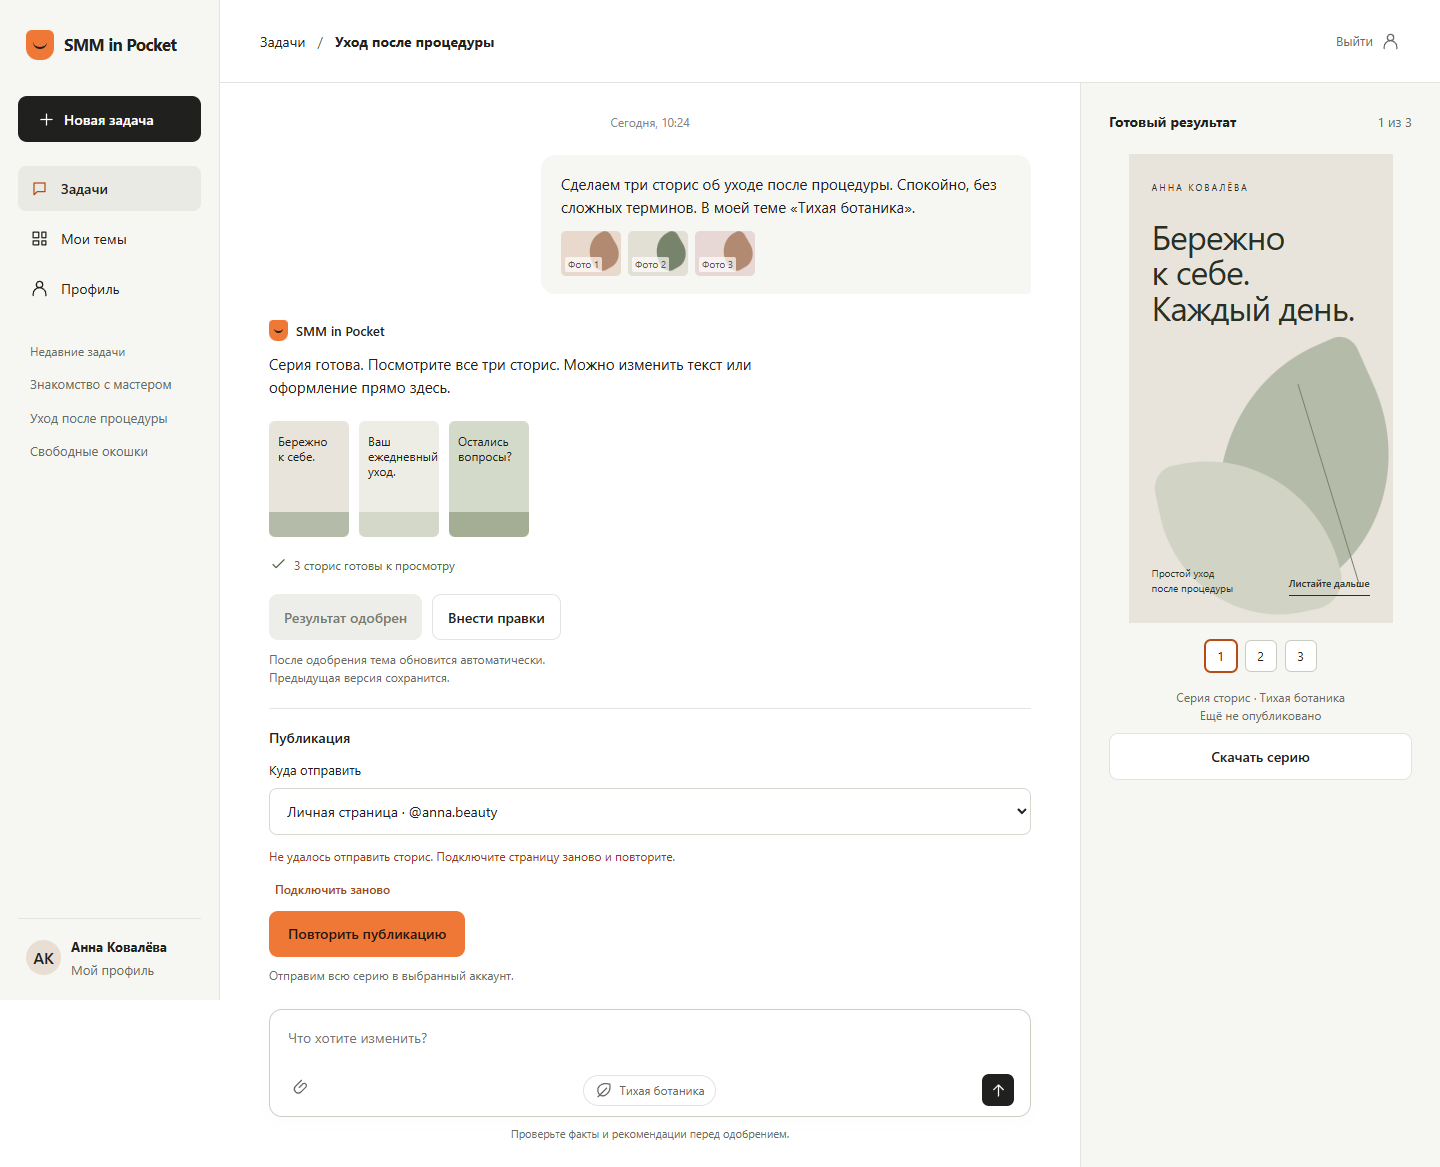 SMM in Pocket
Новая задача
Задачи
Мои темы
Профиль
Недавние задачи
Знакомство с мастером
Уход после процедуры
Свободные окошки
АК
Анна Ковалёва
Мой профиль
Задачи / Уход после процедуры
Выйти
Сегодня, 10:24
Сделаем три сторис об уходе после процедуры. Спокойно, без
сложных терминов. В моей теме «Тихая ботаника».
Фото 1
Фото 2
Фото 3
SMM in Pocket
Серия готова. Посмотрите все три сторис. Можно изменить текст или
оформление прямо здесь.
Бережно
к себе.
Ваш
ежедневный
уход.
Остались
вопросы?
3 сторис готовы к просмотру
Результат одобрен
Внести правки
После одобрения тема обновится автоматически.
Предыдущая версия сохранится.
Публикация
Куда отправить
Личная страница · @anna.beauty
Не удалось отправить сторис. Подключите страницу заново и повторите.
Подключить заново
Повторить публикацию
Отправим всю серию в выбранный аккаунт.
Что хотите изменить?
Тихая ботаника
Проверьте факты и рекомендации перед одобрением.
Готовый результат
1 из 3
АННА КОВАЛЁВА
Бережно
к себе.
Каждый день.
Простой уход
после процедуры
Листайте дальше
1
2
3
Серия сторис · Тихая ботаника
Ещё не опубликовано
Скачать серию